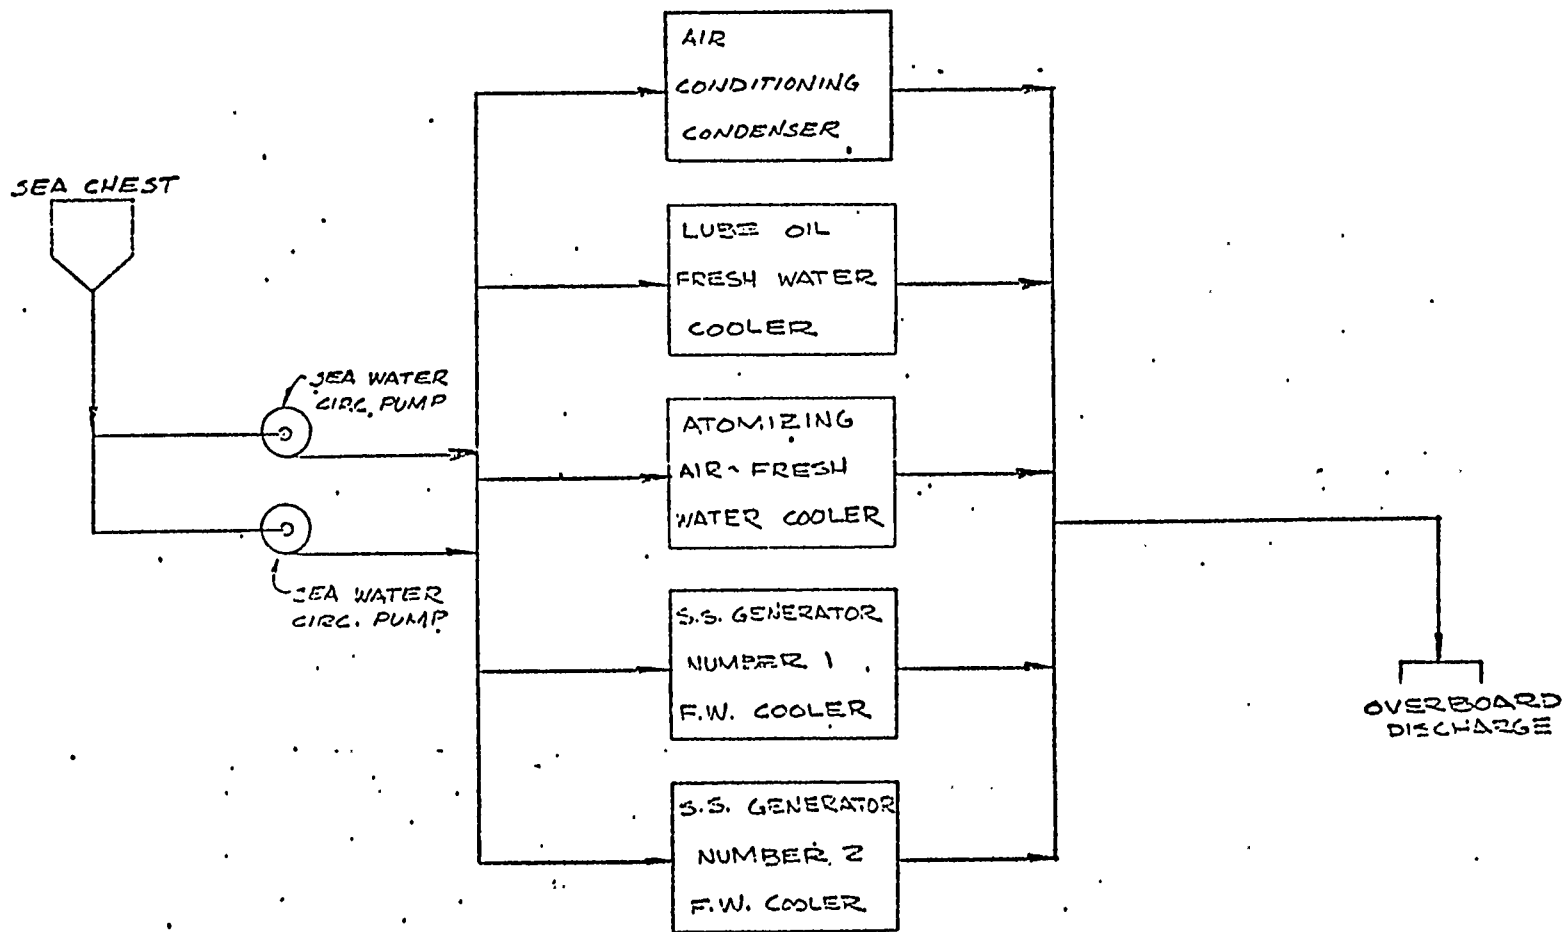 SEA CHEST
SEA WATER
CIRC. PUMP
SEA WATER
CIRC. PUMP
AIR
CONDITIONING
CONDENSER
LUBE OIL
FRESH WATER
COOLER
ATOMIZING
AIR-FRESH
WATER COOLER
S.S. GENERATOR
NUMBER 1
F.W. COOLER
S.S. GENERATOR
NUMBER 2
F.W. COOLER
OVERBOARD
DISCHARGE